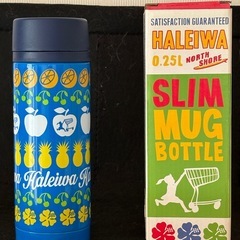 Haleiwa
SATISFACTION GUARANTEED
HALEIWA
0.25L NORTH SHORE
SLIM
MUG
BOTTLE